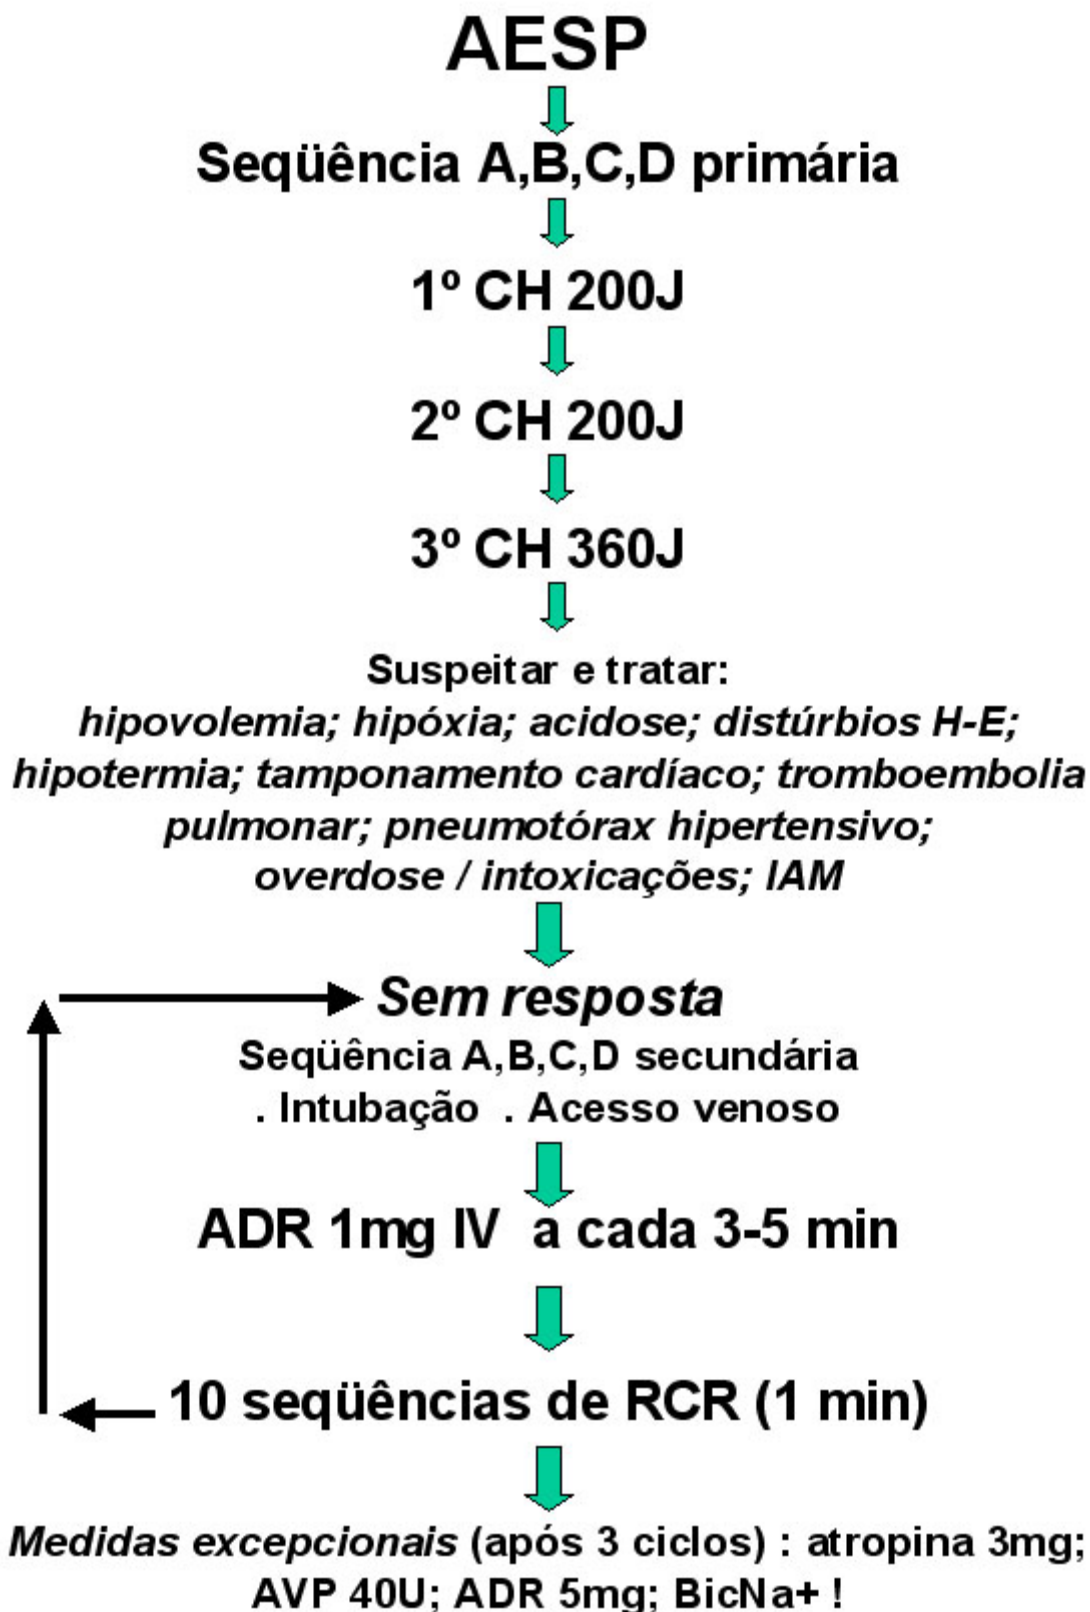 AESP
Seqüência A,B,C,D primária
1º CH 200J
2º CH 200J
3º CH 360J
Suspeitar e tratar:
hipovolemia; hipóxia; acidose; distúrbios H-E;
hipotermia; tamponamento cardíaco; tromboembolia
pulmonar; pneumotórax hipertensivo;
overdose / intoxicações; IAM
Sem resposta
Seqüência A,B,C,D secundária
. Intubação . Acesso venoso
ADR 1mg IV a cada 3-5 min
10 seqüências de RCR (1 min)
Medidas excepcionais (após 3 ciclos) : atropina 3mg;
AVP 40U; ADR 5mg; BicNa+ !